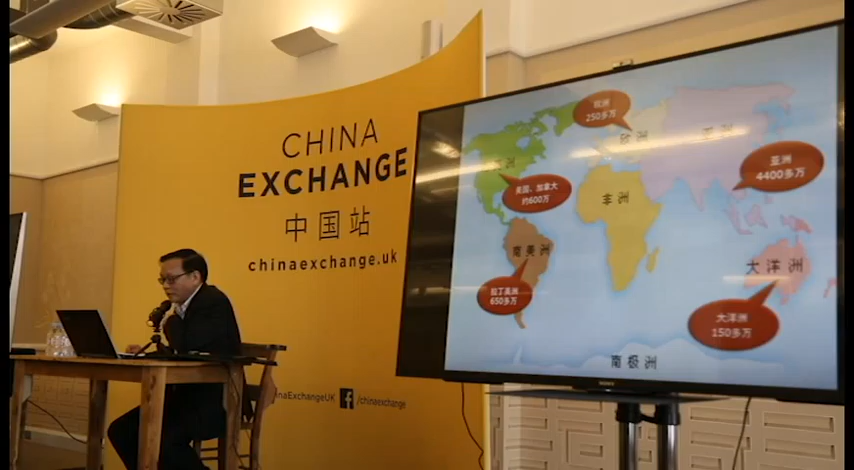 CHINA
EXCHANGE
中国站
chinaexchange.uk
inaExchangeUK
/chinaexchange
欧洲
250多万
亚洲
4400多万
美国、加拿大
约600万
非洲
南美洲
拉丁美洲
650多万
大洋洲
大洋洲
150多万
南极洲
SONY